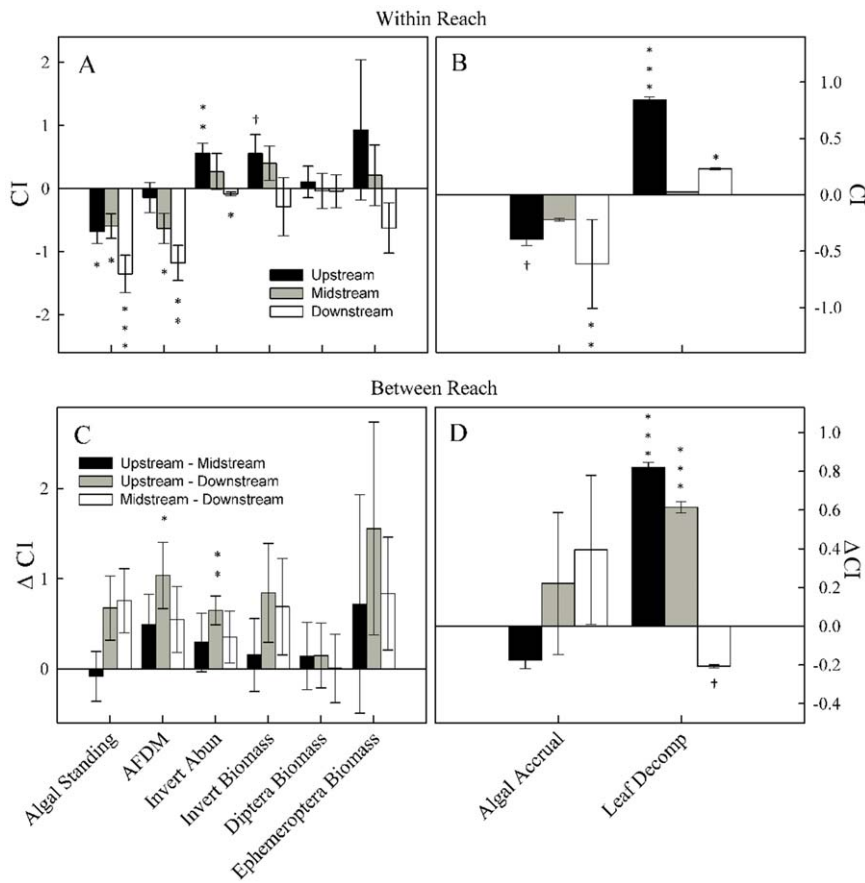 Within Reach
A
2
1
0
-1
-2
CI
* * * * *
†
*
* * * *
* * *
* *
Upstream
Midstream
Downstream
B
1.0
0.5
0.0
-0.5
-1.0
CI
* * *
*
†
* *
Between Reach
C
2
1
0
Δ CI
Upstream - Midstream
Upstream - Downstream
Midstream - Downstream
*
* *
Algal Standing
AFDM
Invert Abun
Invert Biomass
Diptera Biomass
Ephemeroptera Biomass
D
1.0
0.8
0.6
0.4
0.2
0.0
-0.2
-0.4
Δ CI
* * *
* * *
†
Algal Accrual
Leaf Decomp